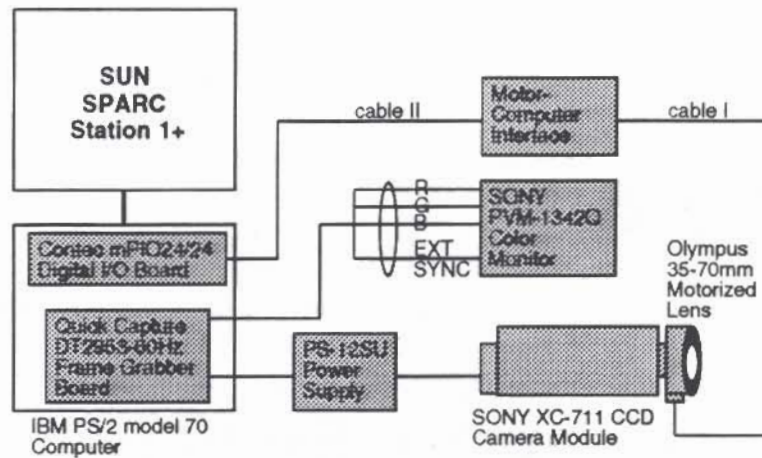 SUN
SPARC
Station 1+
cable II
Motor-
Computer
Interface
cable I
R
G
B
EXT
SYNC
SONY
PVM-1342Q
Color
Monitor
Contec mPIO24/24
Digital I/O Board
Olympus
35-70mm
Motorized
Lens
Quick Capture
DT2953-60Hz
Frame Grabber
Board
PS-12SU
Power
Supply
IBM PS/2 model 70
Computer
SONY XC-711 CCD
Camera Module